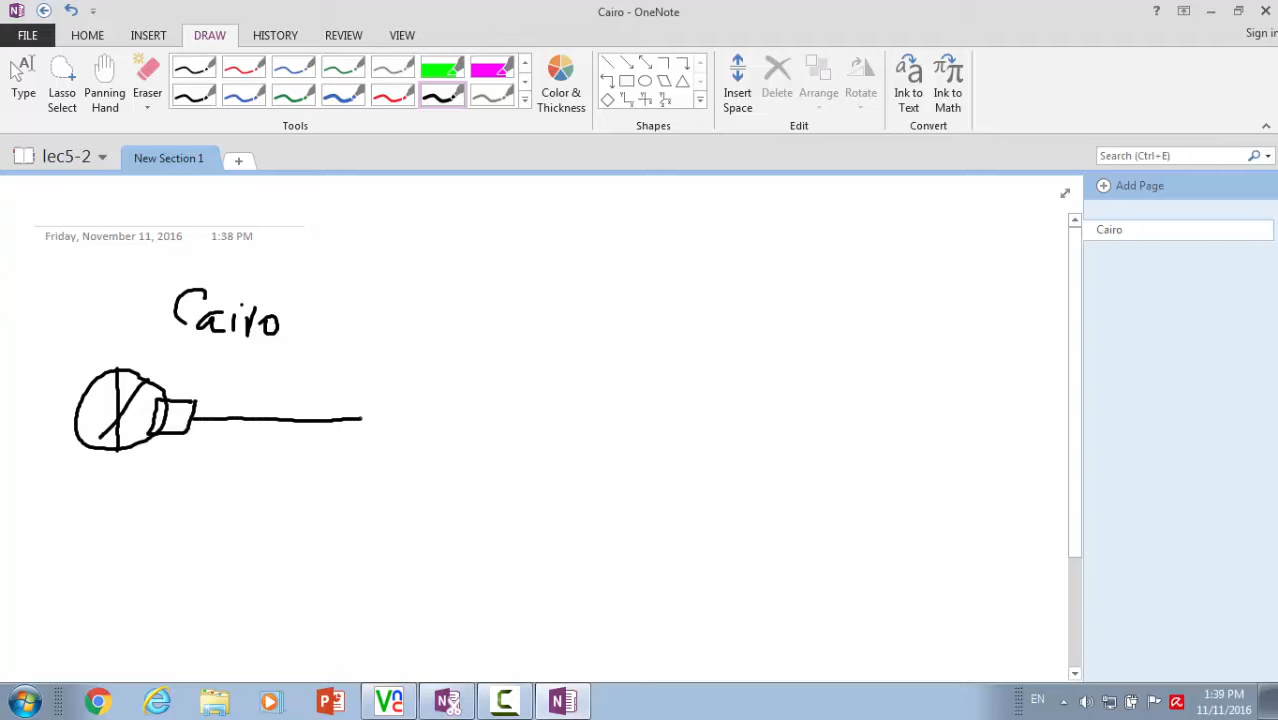 Cairo - OneNote
?
FILE
HOME
INSERT
DRAW
HISTORY
REVIEW
VIEW
Sign in
Type
Lasso
Select
Panning
Hand
Eraser
Color &
Thickness
Insert
Space
Delete
Arrange
Rotate
Ink to
Text
Ink to
Math
Tools
Shapes
Edit
Convert
lec5-2
New Section 1
Search (Ctrl+E)
Add Page
Cairo
Friday, November 11, 2016
1:38 PM
Cairo
EN
1:39 PM
11/11/2016